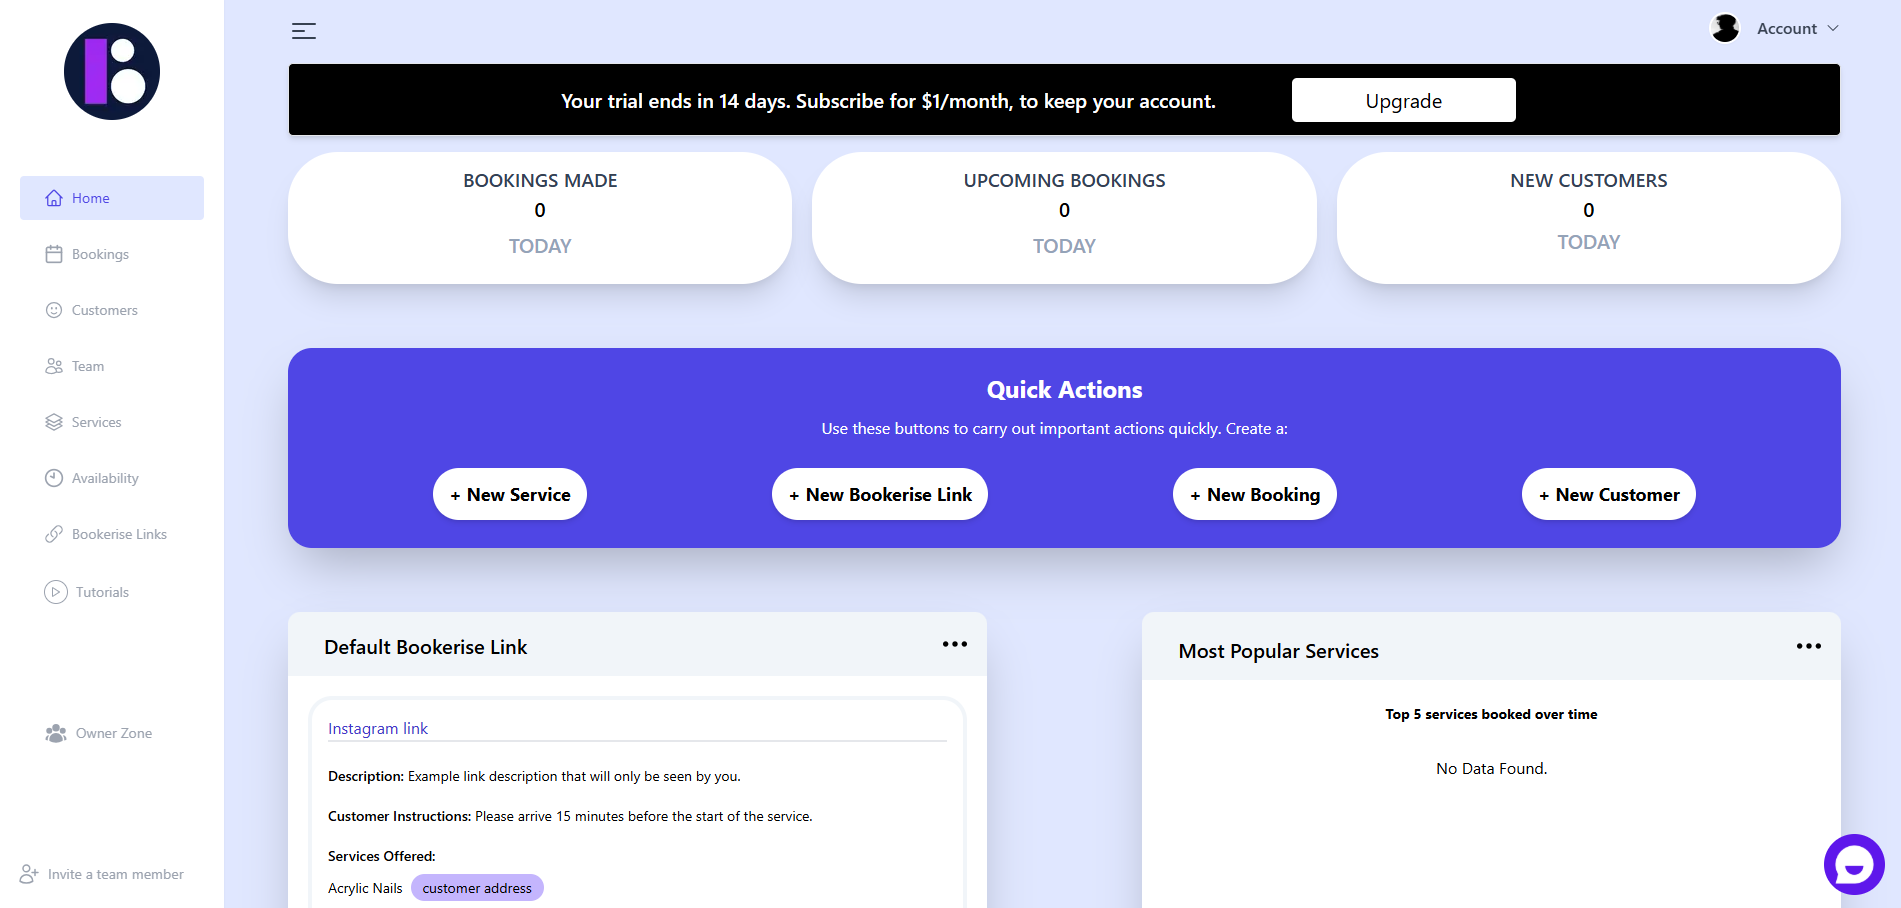 Account
Your trial ends in 14 days. Subscribe for $1/month, to keep your account.
Upgrade
Home
Bookings
Customers
Team
Services
Availability
Bookerise Links
Tutorials
Owner Zone
Invite a team member
BOOKINGS MADE
0
TODAY
UPCOMING BOOKINGS
0
TODAY
NEW CUSTOMERS
0
TODAY
Quick Actions
Use these buttons to carry out important actions quickly. Create a:
+ New Service
+ New Bookerise Link
+ New Booking
+ New Customer
Default Bookerise Link
Instagram link
Description: Example link description that will only be seen by you.
Customer Instructions: Please arrive 15 minutes before the start of the service.
Services Offered:
Acrylic Nails customer address
Most Popular Services
Top 5 services booked over time
No Data Found.